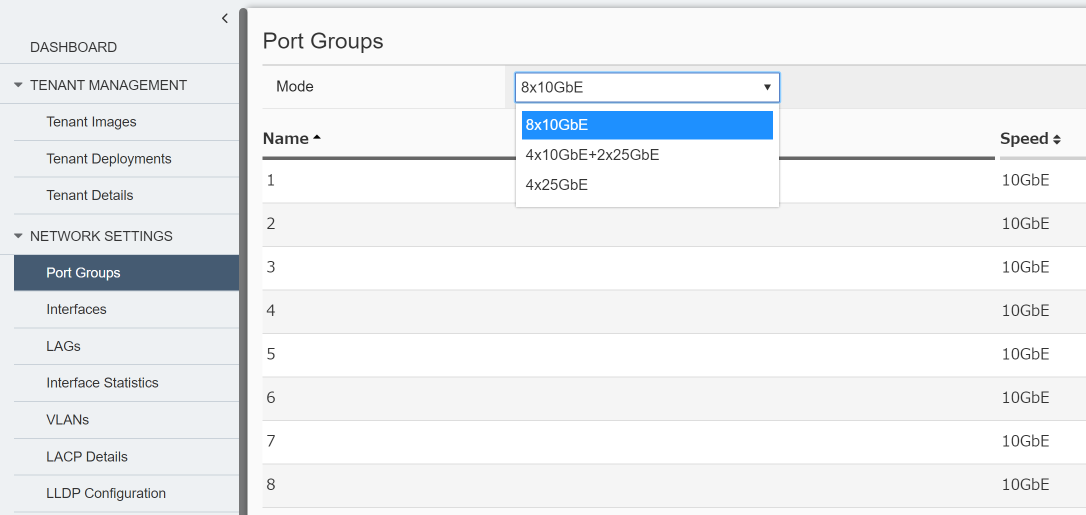 DASHBOARD
TENANT MANAGEMENT
Tenant Images
Tenant Deployments
Tenant Details
NETWORK SETTINGS
Port Groups
Interfaces
LAGs
Interface Statistics
VLANs
LACP Details
LLDP Configuration
Port Groups
Mode
8x10GbE
8x10GbE
4x10GbE+2x25GbE
4x25GbE
Name Speed
1 10GbE
2 10GbE
3 10GbE
4 10GbE
5 10GbE
6 10GbE
7 10GbE
8 10GbE